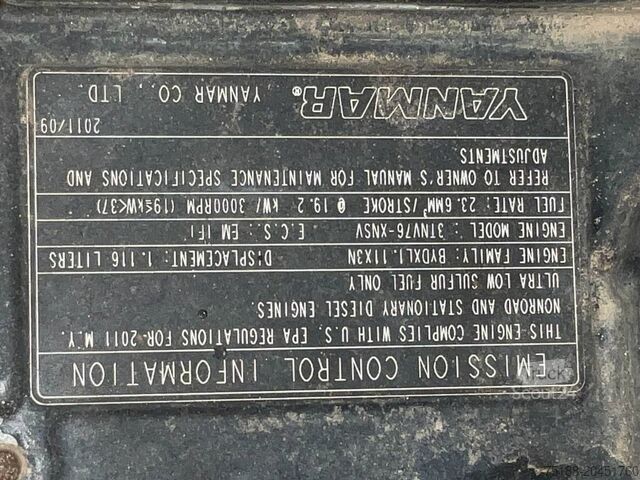 EMISSION CONTROL INFORMATION
THIS ENGINE COMPLIES WITH U.S. EPA REGULATIONS FOR 2011 M.Y.
NONROAD AND STATIONARY DIESEL ENGINES.
ULTRA LOW SULFUR FUEL ONLY
ENGINE FAMILY: BYDXL1.11X3N DISPLACEMENT: 1.116 LITERS
ENGINE MODEL: 3TNV76-XNSV E.C.S.: EM IFI
FUEL RATE: 23.6MM³/STROKE @ 19.2 kW/ 3000RPM (19≤kW<37)
REFER TO OWNER'S MANUAL FOR MAINTENANCE SPECIFICATIONS AND
ADJUSTMENTS.
2011/09
YANMAR® YANMAR CO., LTD.
Truck
Scout24